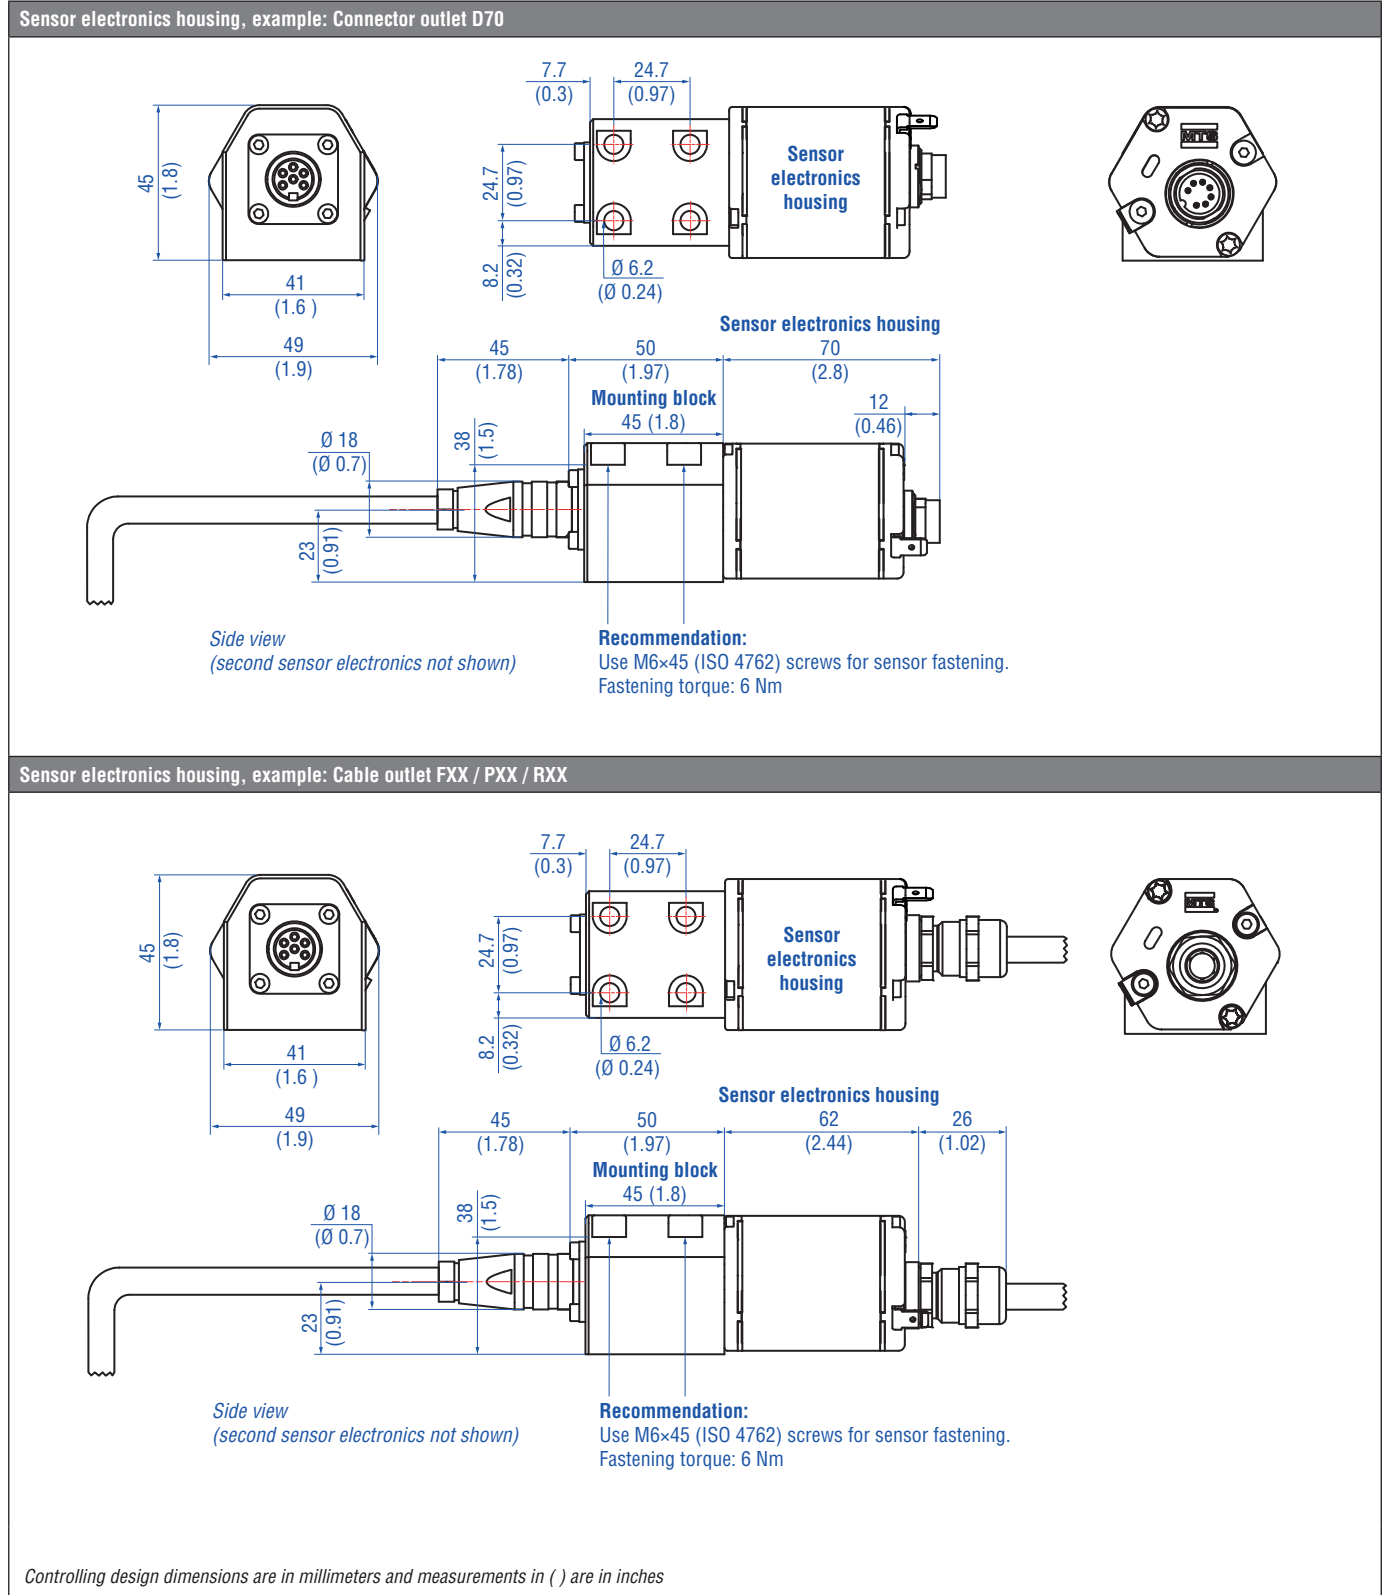 Sensor electronics housing, example: Connector outlet D70
7.7
(0.3)
24.7
(0.97)
45
(1.8)
24.7
(0.97)
8.2
(0.32)
Sensor
electronics
housing
MTS
Ø 6.2
(Ø 0.24)
41
(1.6 )
49
(1.9)
Sensor electronics housing
45
(1.78)
50
(1.97)
70
(2.8)
Mounting block
45 (1.8)
12
(0.46)
38
(1.5)
Ø 18
(Ø 0.7)
23
(0.91)
Side view
(second sensor electronics not shown)
Recommendation:
Use M6×45 (ISO 4762) screws for sensor fastening.
Fastening torque: 6 Nm
Sensor electronics housing, example: Cable outlet FXX / PXX / RXX
7.7
(0.3)
24.7
(0.97)
45
(1.8)
24.7
(0.97)
8.2
(0.32)
Sensor
electronics
housing
MTS
Ø 6.2
(Ø 0.24)
41
(1.6 )
49
(1.9)
Sensor electronics housing
45
(1.78)
50
(1.97)
62
(2.44)
26
(1.02)
Mounting block
45 (1.8)
38
(1.5)
Ø 18
(Ø 0.7)
23
(0.91)
Side view
(second sensor electronics not shown)
Recommendation:
Use M6×45 (ISO 4762) screws for sensor fastening.
Fastening torque: 6 Nm
Controlling design dimensions are in millimeters and measurements in ( ) are in inches